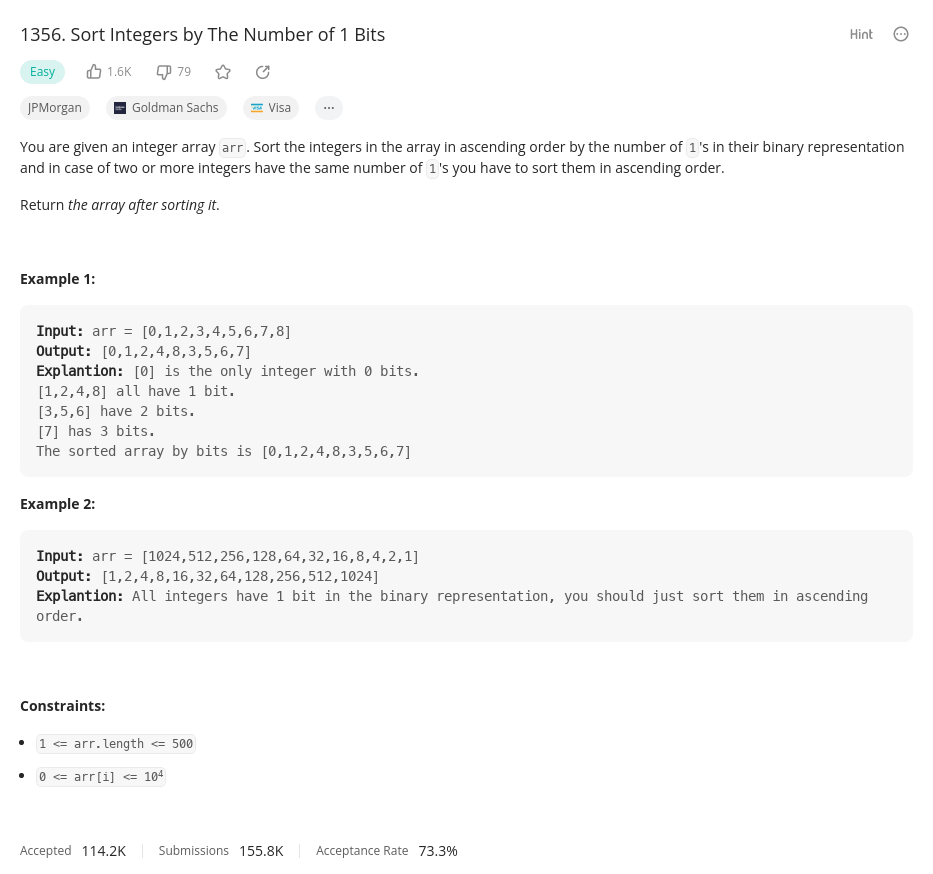 1356. Sort Integers by The Number of 1 Bits
Hint
Easy
1.6K
79
JPMorgan
Goldman Sachs
Visa
You are given an integer array arr. Sort the integers in the array in ascending order by the number of 1's in their binary representation
and in case of two or more integers have the same number of 1's you have to sort them in ascending order.
Return the array after sorting it.
Example 1:
Input: arr = [0,1,2,3,4,5,6,7,8]
Output: [0,1,2,4,8,3,5,6,7]
Explantion: [0] is the only integer with 0 bits.
[1,2,4,8] all have 1 bit.
[3,5,6] have 2 bits.
[7] has 3 bits.
The sorted array by bits is [0,1,2,4,8,3,5,6,7]
Example 2:
Input: arr = [1024,512,256,128,64,32,16,8,4,2,1]
Output: [1,2,4,8,16,32,64,128,256,512,1024]
Explantion: All integers have 1 bit in the binary representation, you should just sort them in ascending
order.
Constraints:
1 <= arr.length <= 500
0 <= arr[i] <= 10⁴
Accepted 114.2K Submissions 155.8K Acceptance Rate 73.3%